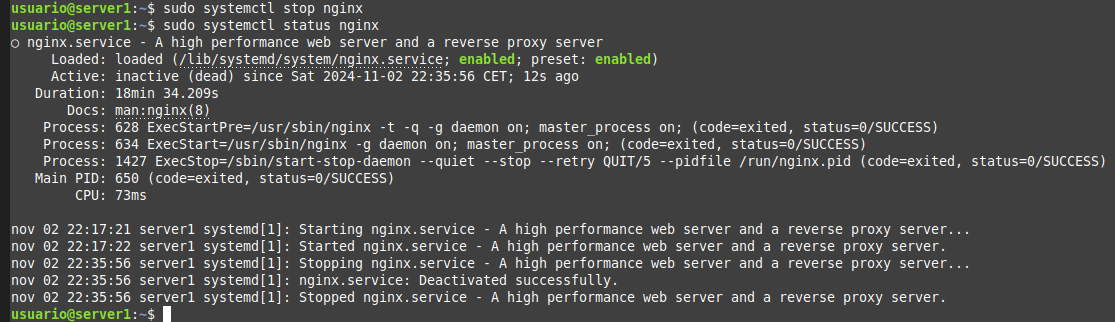 usuario@server1:~$ sudo systemctl stop nginx
usuario@server1:~$ sudo systemctl status nginx
○ nginx.service - A high performance web server and a reverse proxy server
     Loaded: loaded (/lib/systemd/system/nginx.service; enabled; preset: enabled)
     Active: inactive (dead) since Sat 2024-11-02 22:35:56 CET; 12s ago
   Duration: 18min 34.209s
       Docs: man:nginx(8)
    Process: 628 ExecStartPre=/usr/sbin/nginx -t -q -g daemon on; master_process on; (code=exited, status=0/SUCCESS)
    Process: 634 ExecStart=/usr/sbin/nginx -g daemon on; master_process on; (code=exited, status=0/SUCCESS)
    Process: 1427 ExecStop=/sbin/start-stop-daemon --quiet --stop --retry QUIT/5 --pidfile /run/nginx.pid (code=exited, status=0/SUCCESS)
   Main PID: 650 (code=exited, status=0/SUCCESS)
        CPU: 73ms

nov 02 22:17:21 server1 systemd[1]: Starting nginx.service - A high performance web server and a reverse proxy server...
nov 02 22:17:22 server1 systemd[1]: Started nginx.service - A high performance web server and a reverse proxy server.
nov 02 22:35:56 server1 systemd[1]: Stopping nginx.service - A high performance web server and a reverse proxy server...
nov 02 22:35:56 server1 systemd[1]: nginx.service: Deactivated successfully.
nov 02 22:35:56 server1 systemd[1]: Stopped nginx.service - A high performance web server and a reverse proxy server.
usuario@server1:~$